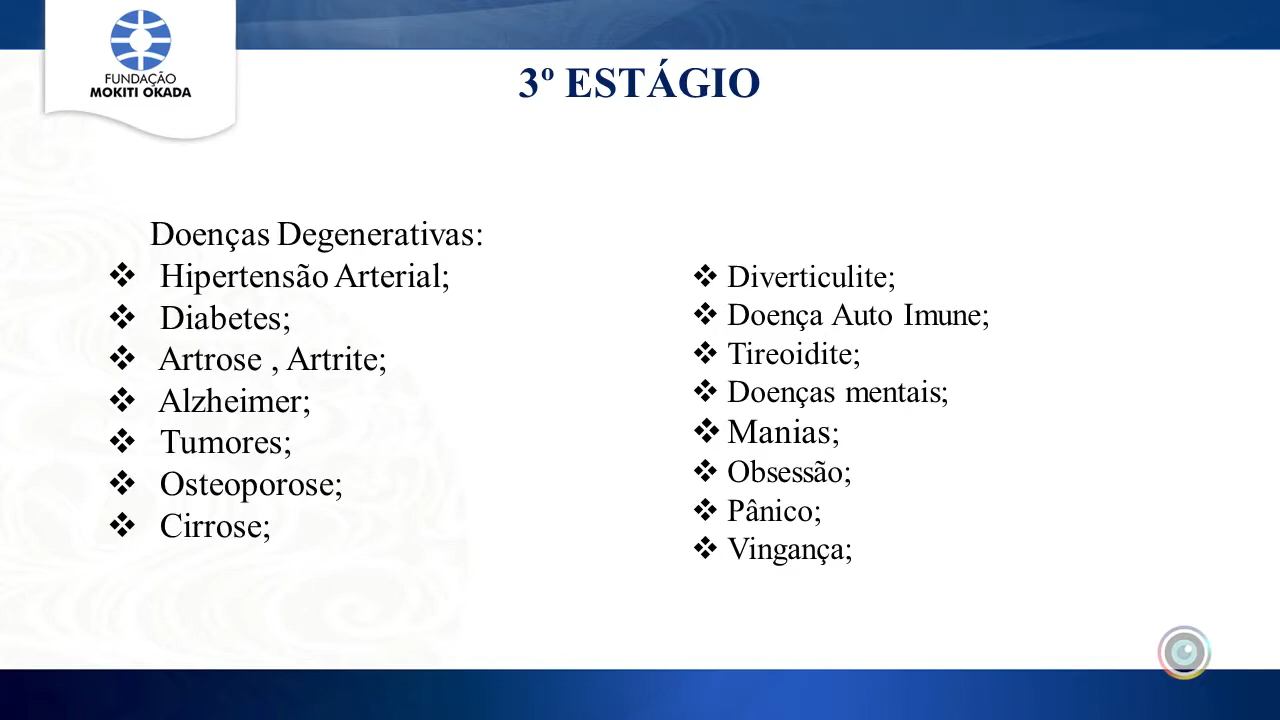 FUNDAÇÃO
MOKITI OKADA
3º ESTÁGIO
Doenças Degenerativas:
❖ Hipertensão Arterial;
❖ Diabetes;
❖ Artrose , Artrite;
❖ Alzheimer;
❖ Tumores;
❖ Osteoporose;
❖ Cirrose;
❖ Diverticulite;
❖ Doença Auto Imune;
❖ Tireoidite;
❖ Doenças mentais;
❖ Manias;
❖ Obsessão;
❖ Pânico;
❖ Vingança;